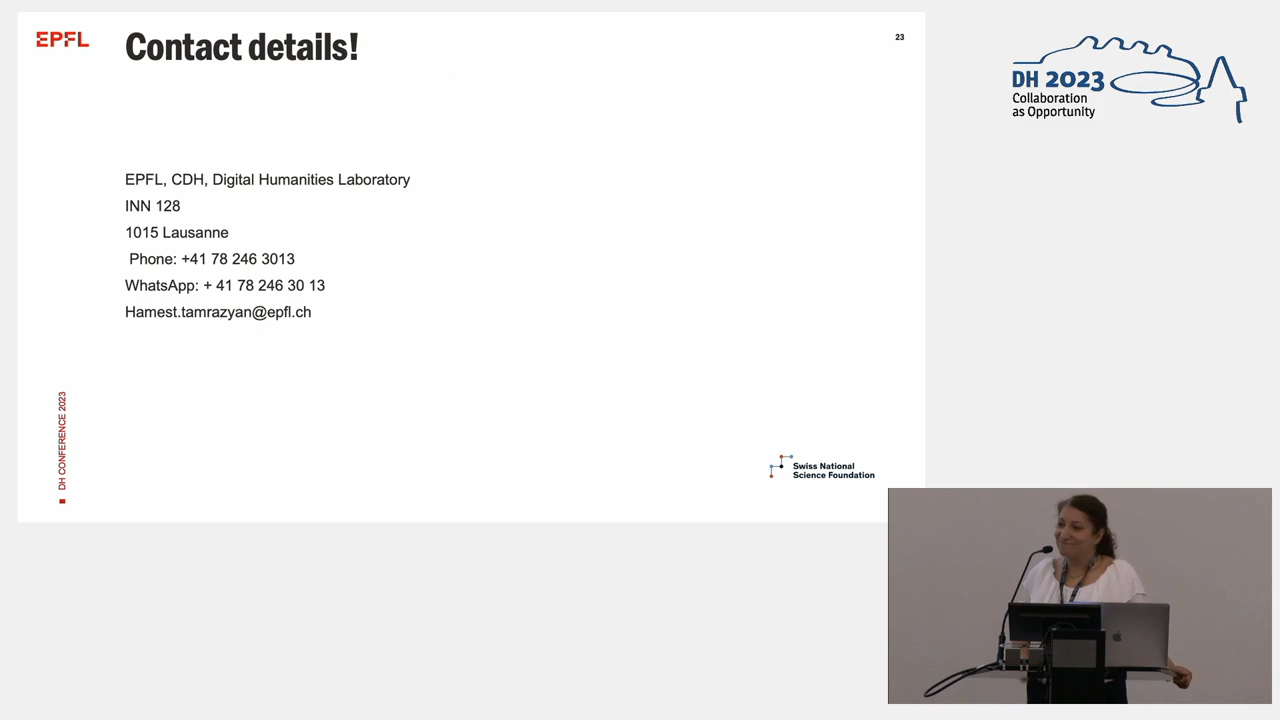 EPFL
Contact details!
23
EPFL, CDH, Digital Humanities Laboratory
INN 128
1015 Lausanne
Phone: +41 78 246 3013
WhatsApp: + 41 78 246 30 13
Hamest.tamrazyan@epfl.ch
DH CONFERENCE 2023
Swiss National
Science Foundation
DH 2023
Collaboration
as Opportunity